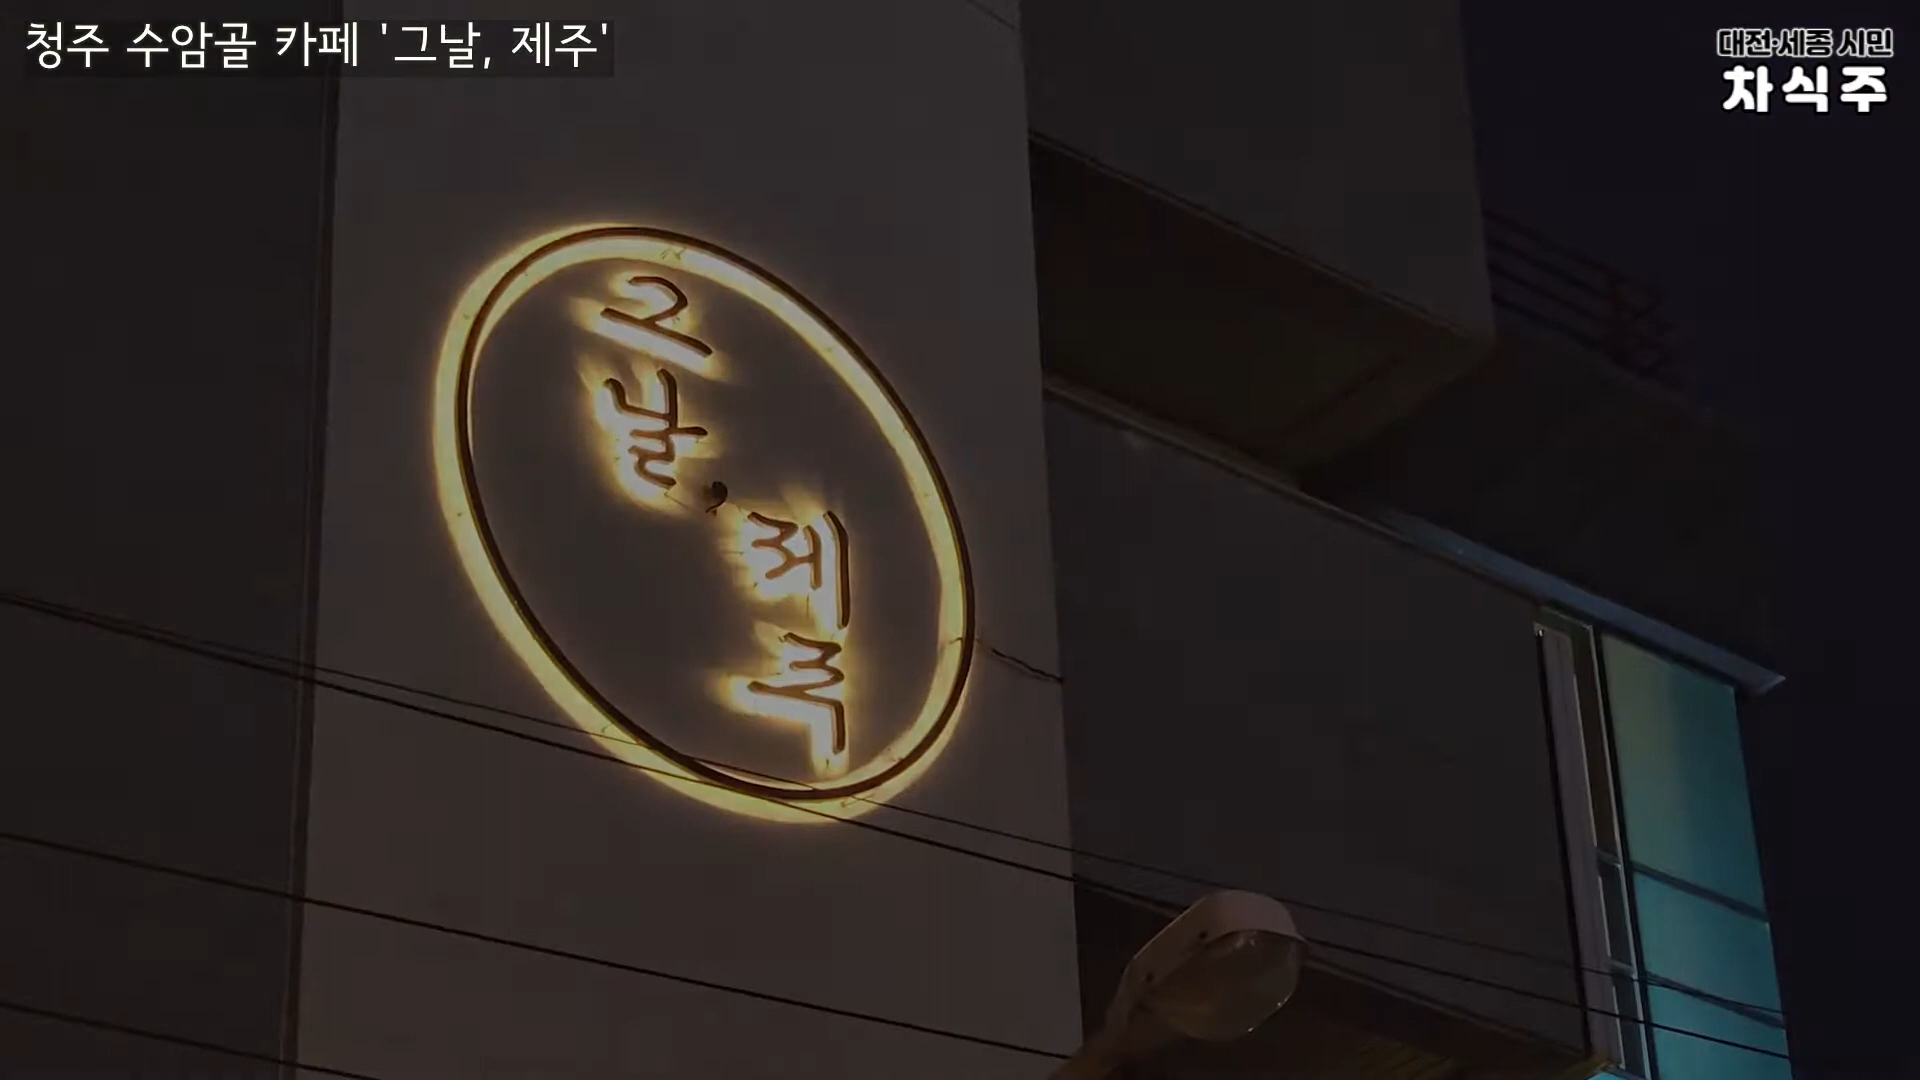 청주 수암골 카페 '그날, 제주'
대전·세종 시민
차식주
그날,
제주